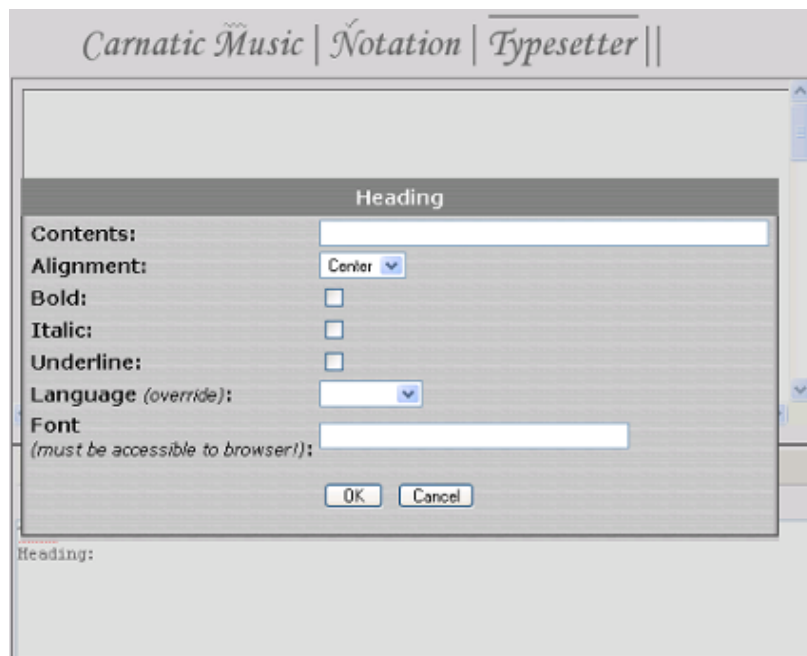 Carnatic Music | Notation | Typesetter ||
Heading
Contents:
Alignment: Center
Bold:
Italic:
Underline:
Language (override):
Font
(must be accessible to browser!):
OK Cancel
Heading: